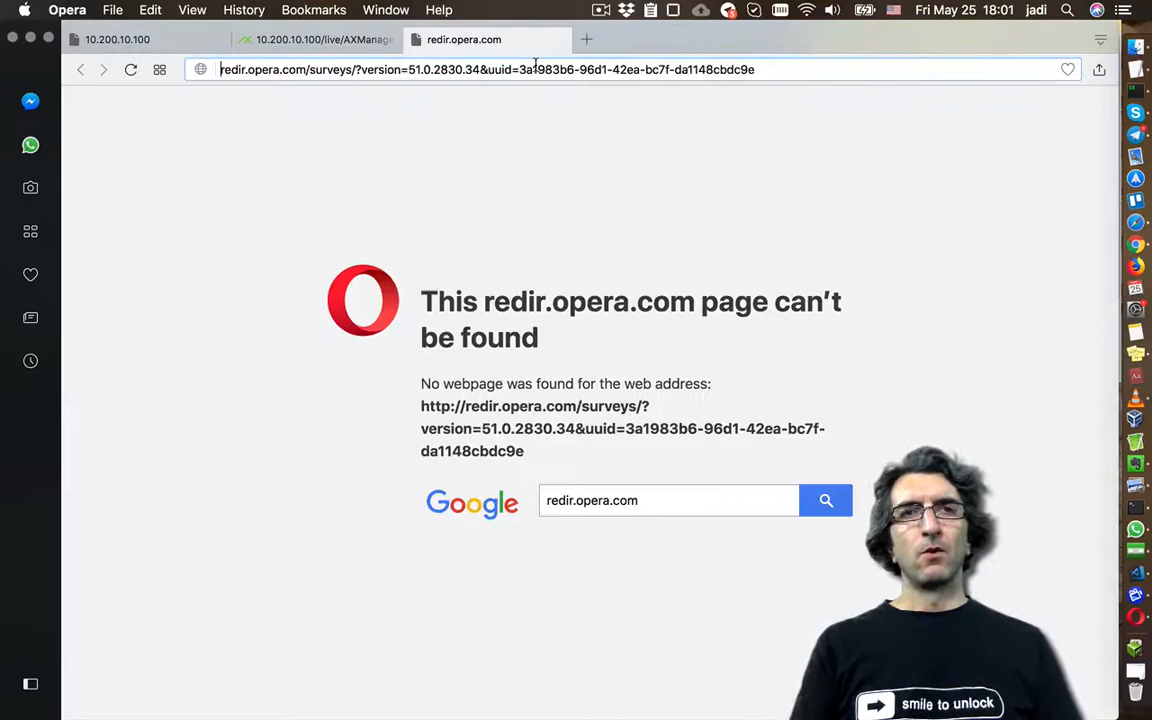 Opera File Edit View History Bookmarks Window Help Fri May 25 18:01 jadi
10.200.10.100 10.200.10.100/live/AXManage redir.opera.com
redir.opera.com/surveys/?version=51.0.2830.34&uuid=3a1983b6-96d1-42ea-bc7f-da1148cbdc9e
This redir.opera.com page can't
be found
No webpage was found for the web address:
http://redir.opera.com/surveys/?
version=51.0.2830.34&uuid=3a1983b6-96d1-42ea-bc7f-
da1148cbdc9e
Google redir.opera.com
smile to unlock